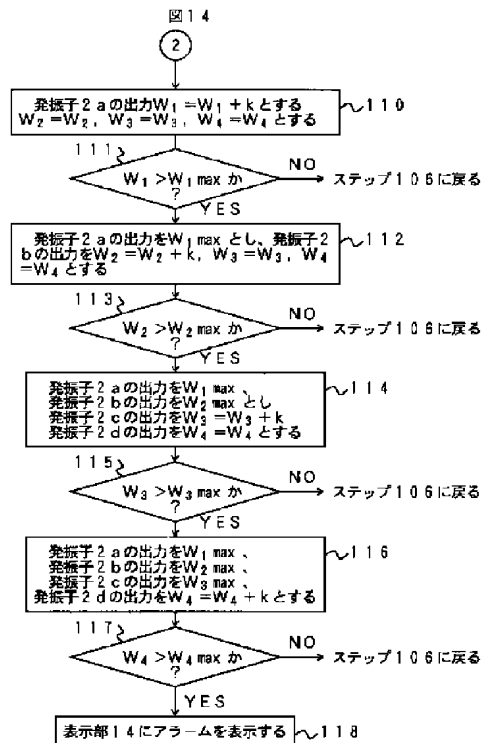 図14
2
発振子2aの出力W₁=W₁+kとする
W₂=W₂, W₃=W₃, W₄=W₄とする
110
111
W₁>W₁maxか
?
NO
ステップ106に戻る
YES
発振子2aの出力をW₁maxとし、発振子2
bの出力をW₂=W₂+k, W₃=W₃, W₄
=W₄とする
112
113
W₂>W₂maxか
?
NO
ステップ106に戻る
YES
発振子2aの出力をW₁max、
発振子2bの出力をW₂maxとし
発振子2cの出力をW₃=W₃+k
発振子2dの出力をW₄=W₄とする
114
115
W₃>W₃maxか
?
NO
ステップ106に戻る
YES
発振子2aの出力をW₁max、
発振子2bの出力をW₂max、
発振子2cの出力をW₃max、
発振子2dの出力をW₄=W₄+kとする
116
117
W₄>W₄maxか
?
NO
ステップ106に戻る
YES
表示部14にアラームを表示する
118